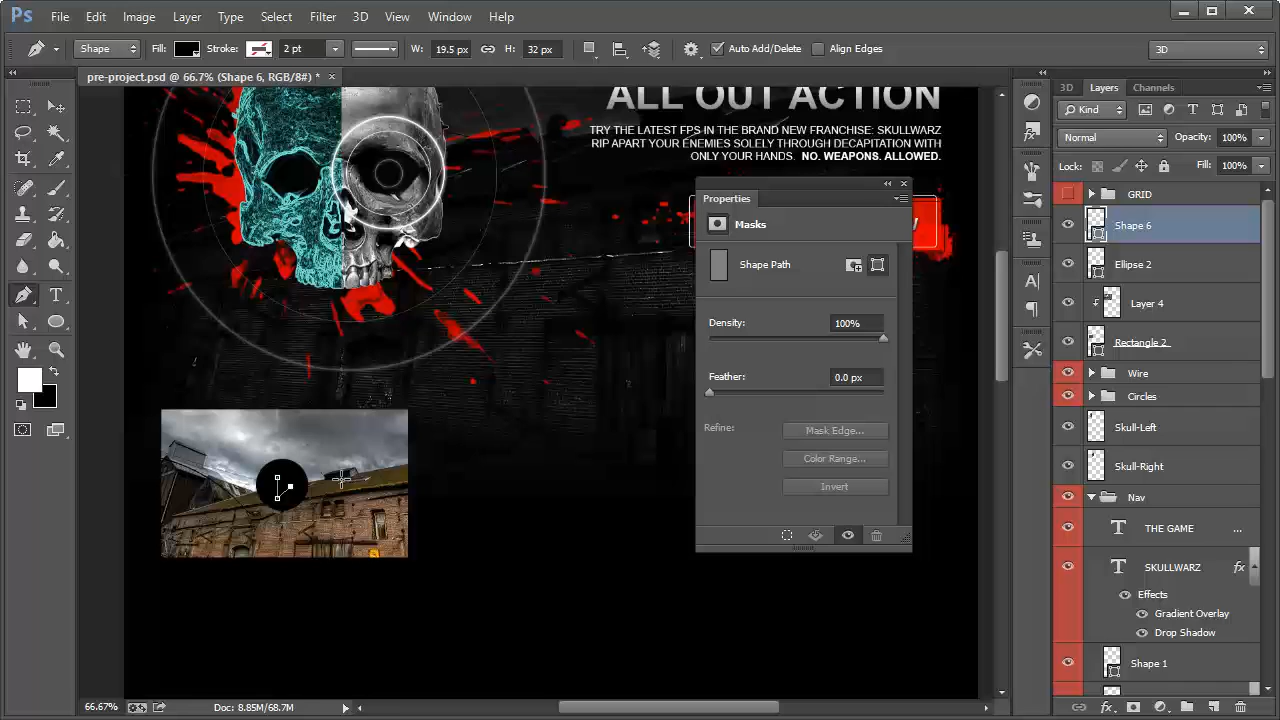 Ps File Edit Image Layer Type Select Filter 3D View Window Help
Shape Fill: Stroke: 2 pt W: 19.5 px H: 32 px Auto Add/Delete Align Edges 3D
pre-project.psd @ 66.7% (Shape 6, RGB/8#) * ×
ALL OUT ACTION
TRY THE LATEST FPS IN THE BRAND NEW FRANCHISE: SKULLWARZ
RIP APART YOUR ENEMIES SOLELY THROUGH DECAPITATION WITH
ONLY YOUR HANDS. NO. WEAPONS. ALLOWED.
Properties
Masks
Shape Path
Density: 100%
Feather: 0.0 px
Refine:
Mask Edge...
Color Range...
Invert
3D Layers Channels
Kind
Normal Opacity: 100%
Lock: Fill: 100%
GRID
Shape 6
Ellipse 2
Layer 4
Rectangle 2
Wire
Circle
Skull-Left
Skull-Right
Nav
T THE GAME ...
T SKULLWARZ fx
Effects
Gradient Overlay
Drop Shadow
Shape 1
66.67% Doc: 8.85M/68.7M